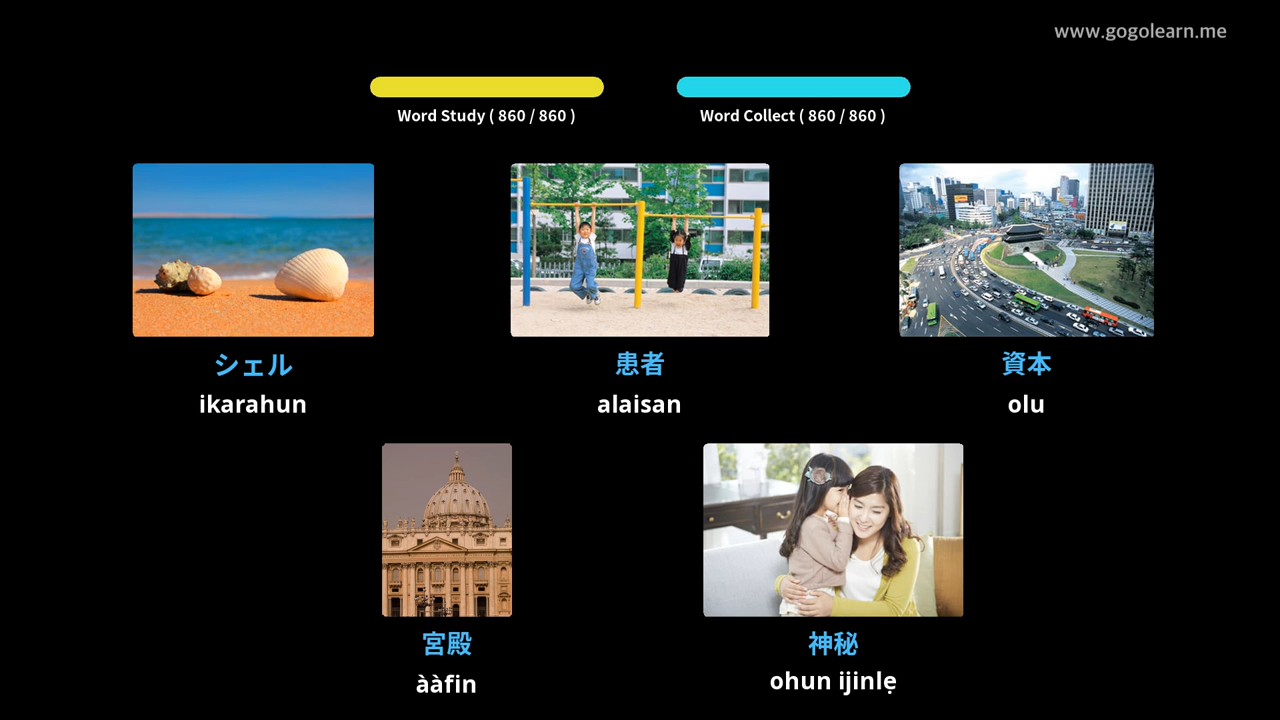 www.gogolearn.me
Word Study ( 860 / 860 )
Word Collect ( 860 / 860 )
シェル
ikarahun
患者
alaisan
資本
olu
宮殿
ààfin
神秘
ohun ijinlẹ